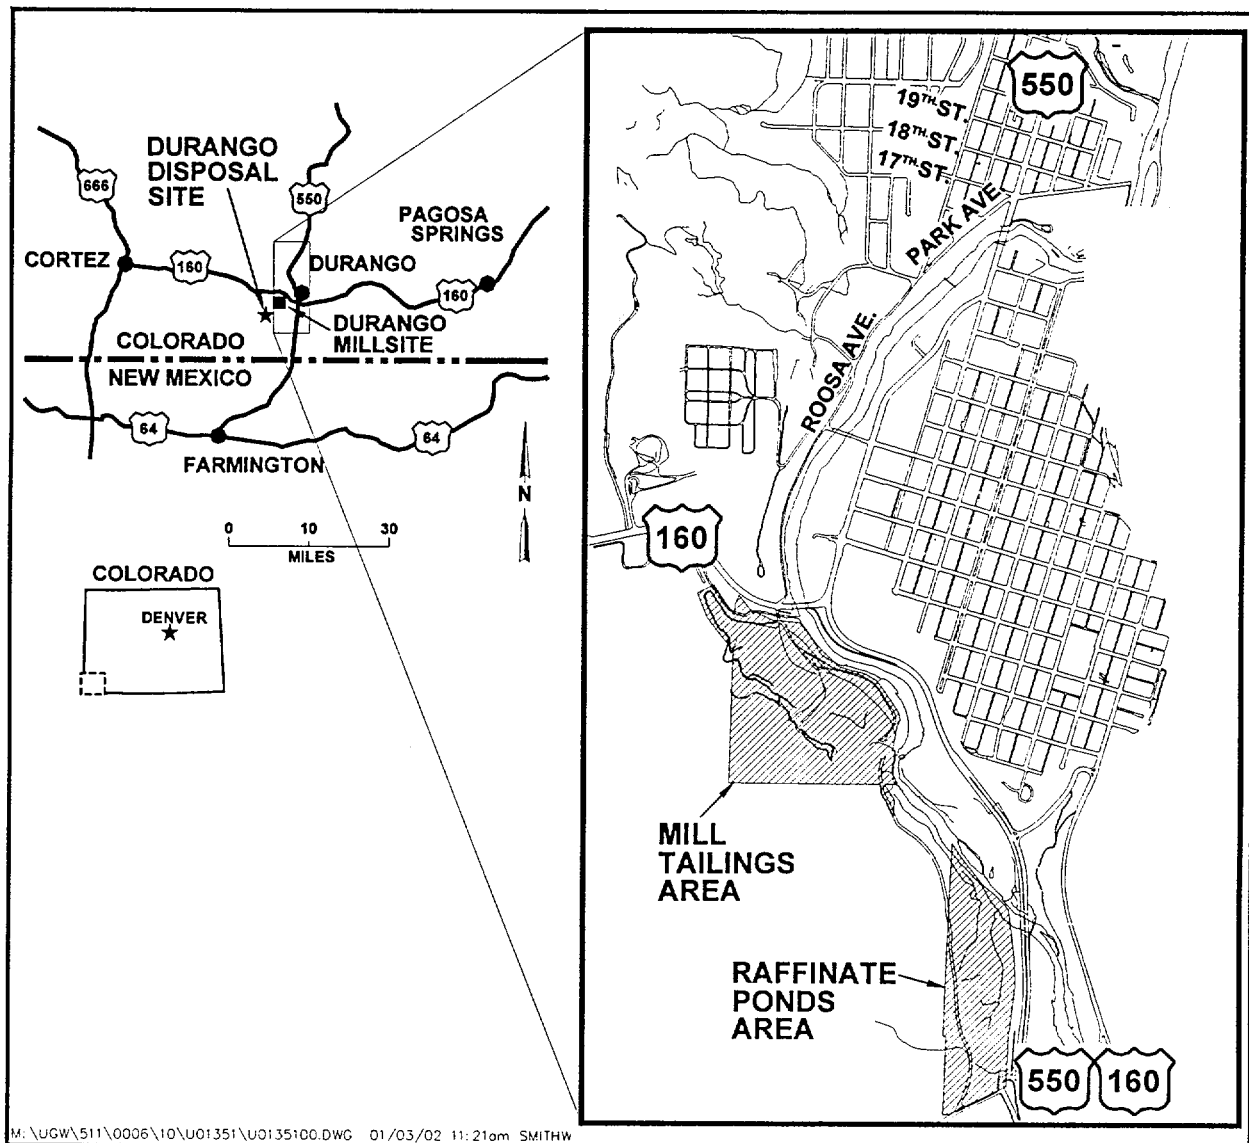 DURANGO
DISPOSAL
SITE
666
550
PAGOSA
SPRINGS
CORTEZ
160
DURANGO
160
DURANGO
MILLSITE
COLORADO
NEW MEXICO
64
64
FARMINGTON
N
0 10 30
MILES
COLORADO
DENVER
550
19TH. ST.
18TH. ST.
17TH. ST.
PARK AVE.
ROOSA AVE.
160
MILL
TAILINGS
AREA
RAFFINATE
PONDS
AREA
550 160
M:\UGW\511\0006\10\U01351\U0135100.DWG 01/03/02 11:21am SMITHW